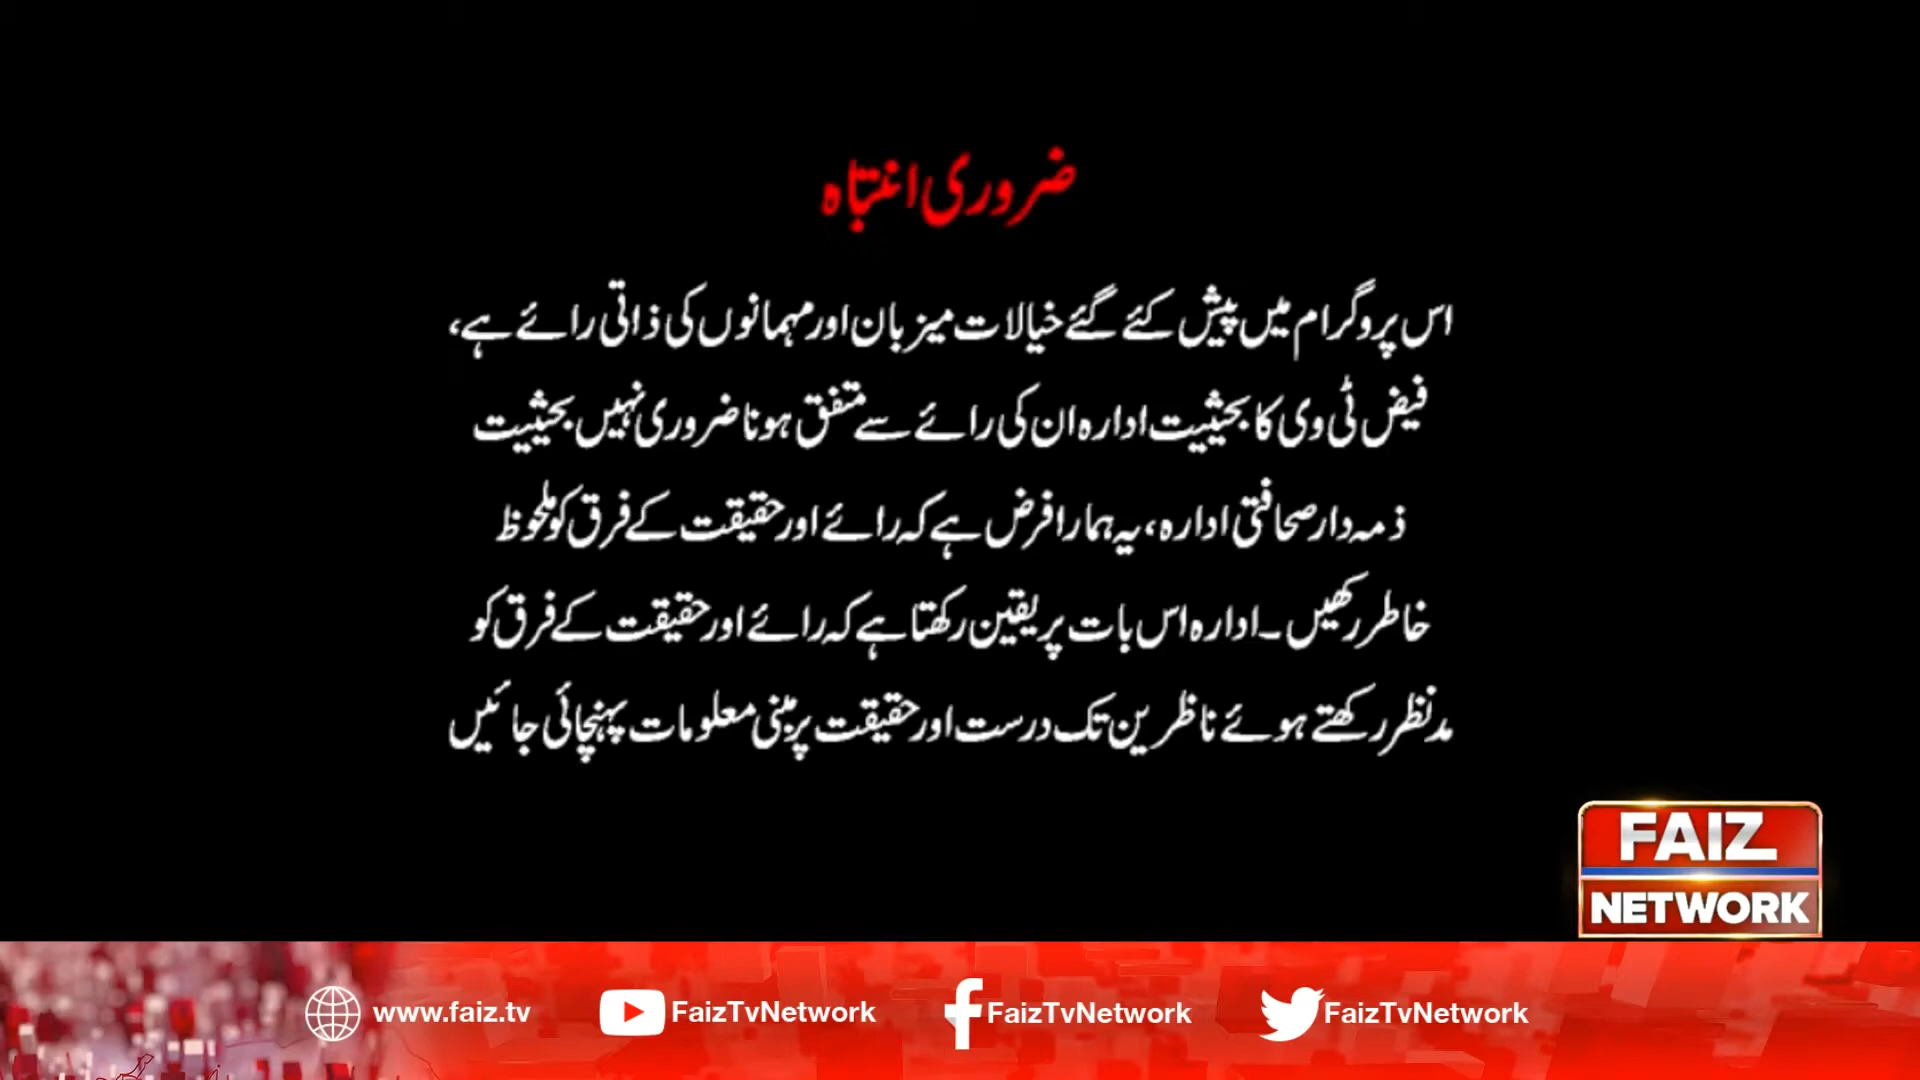 ضروری انتباہ
اس پروگرام میں پیش کئے گئے خیالات میزبان اور مہمانوں کی ذاتی رائے ہے،
فیض ٹی وی کا بحیثیت ادارہ ان کی رائے سے متفق ہونا ضروری نہیں بحیثیت
ذمہ دار صحافتی ادارہ، یہ ہمارا فرض ہے کہ رائے اور حقیقت کے فرق کو ملحوظ
خاطر رکھیں ۔ ادارہ اس بات پر یقین رکھتا ہے کہ رائے اور حقیقت کے فرق کو
مدنظر رکھتے ہوئے ناظرین تک درست اور حقیقت پر مبنی معلومات پہنچائی جائیں
FAIZ
NETWORK
www.faiz.tv FaizTvNetwork FaizTvNetwork FaizTvNetwork